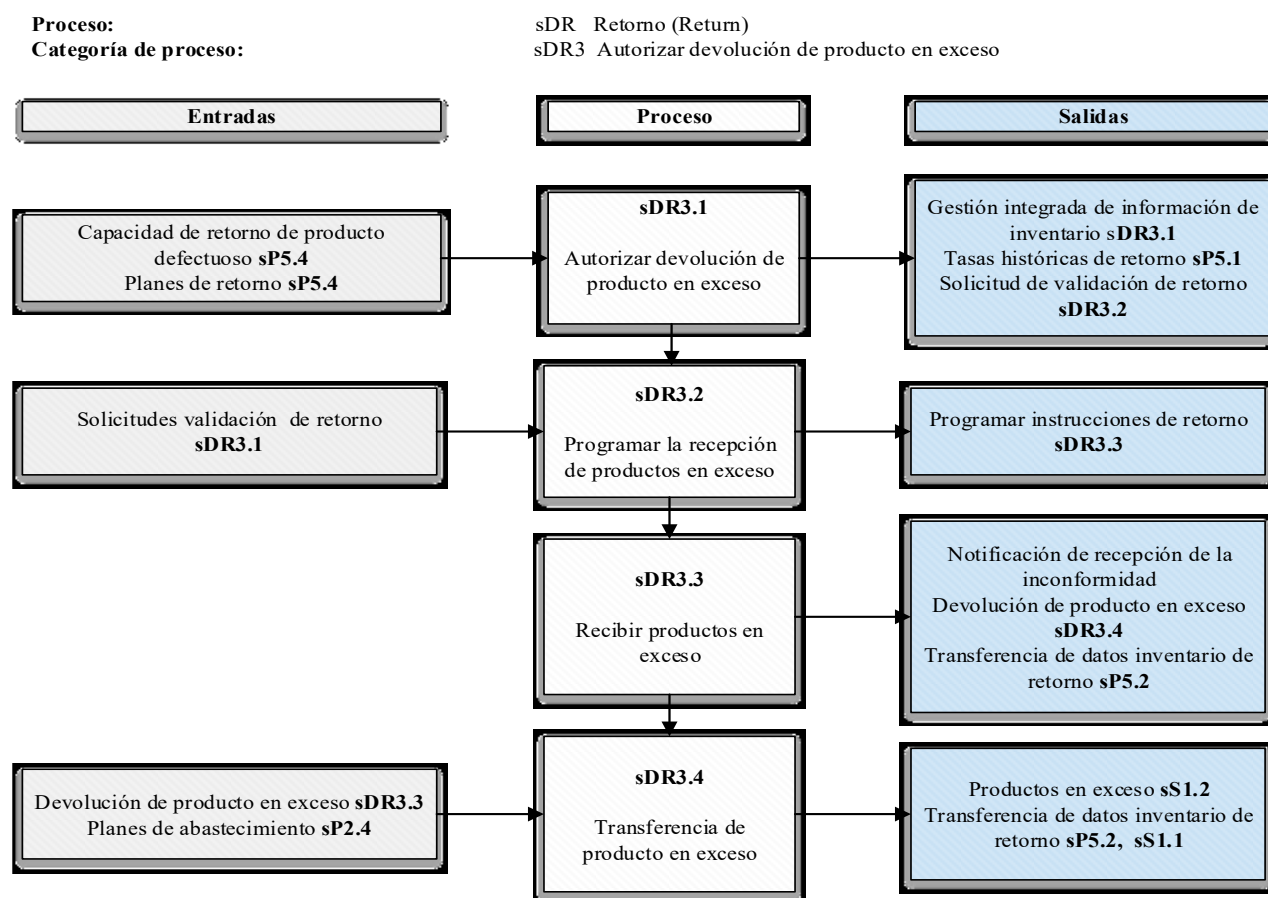 Proceso: sDR Retorno (Return)
Categoría de proceso: sDR3 Autorizar devolución de producto en exceso
Entradas
Proceso
Salidas
Capacidad de retorno de producto
defectuoso sP5.4
Planes de retorno sP5.4
sDR3.1
Autorizar devolución de
producto en exceso
Gestión integrada de información de
inventario sDR3.1
Tasas históricas de retorno sP5.1
Solicitud de validación de retorno
sDR3.2
Solicitudes validación de retorno
sDR3.1
sDR3.2
Programar la recepción
de productos en exceso
Programar instrucciones de retorno
sDR3.3
sDR3.3
Recibir productos en
exceso
Notificación de recepción de la
inconformidad
Devolución de producto en exceso
sDR3.4
Transferencia de datos inventario de
retorno sP5.2
Devolución de producto en exceso sDR3.3
Planes de abastecimiento sP2.4
sDR3.4
Transferencia de
producto en exceso
Productos en exceso sS1.2
Transferencia de datos inventario de
retorno sP5.2, sS1.1